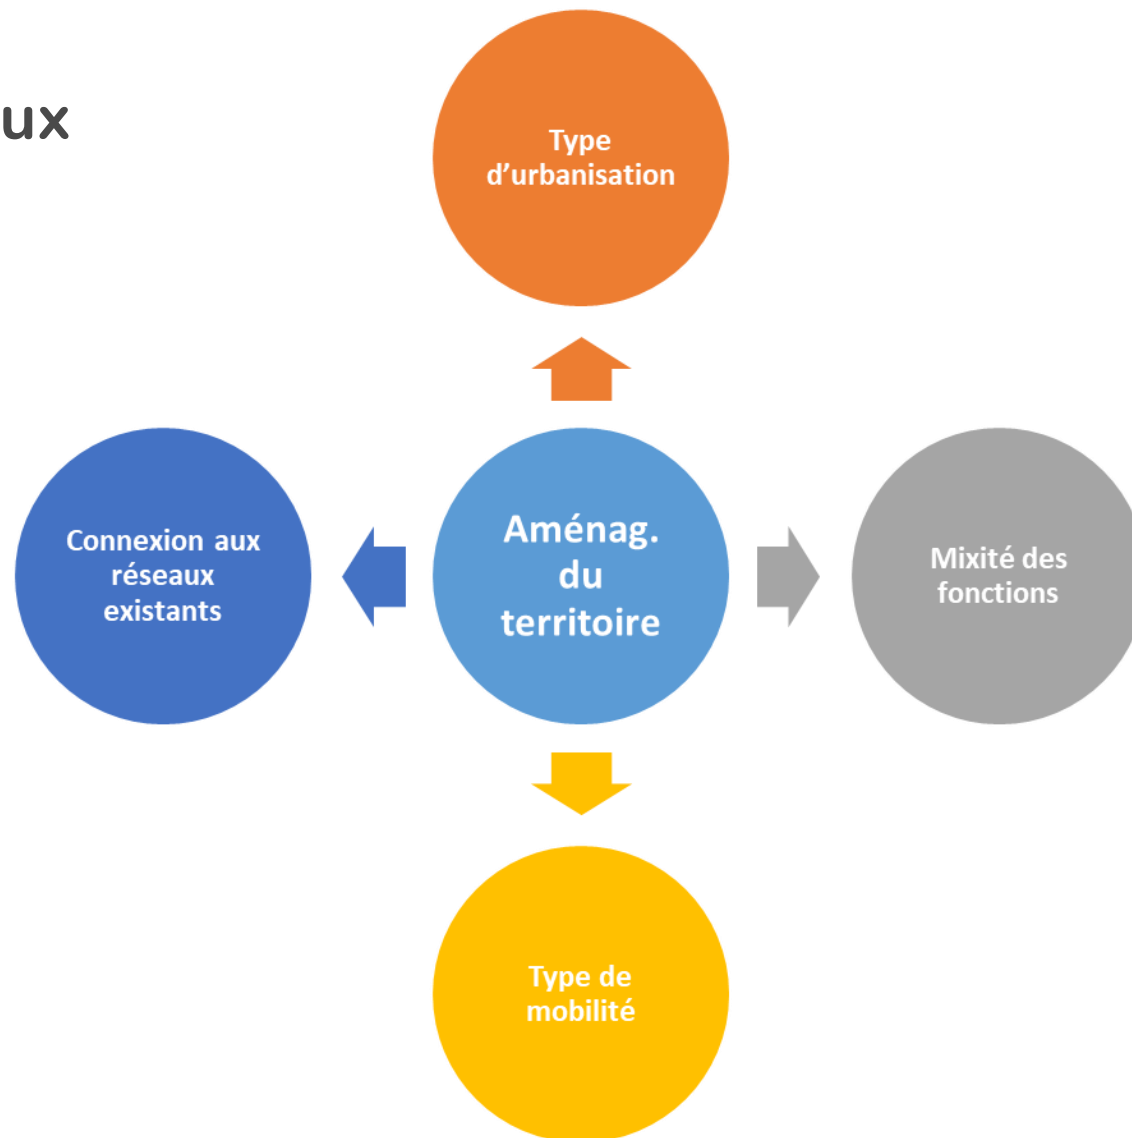 ux
Type
d'urbanisation
Connexion aux
réseaux
existants
Aménag.
du
territoire
Mixité des
fonctions
Type de
mobilité